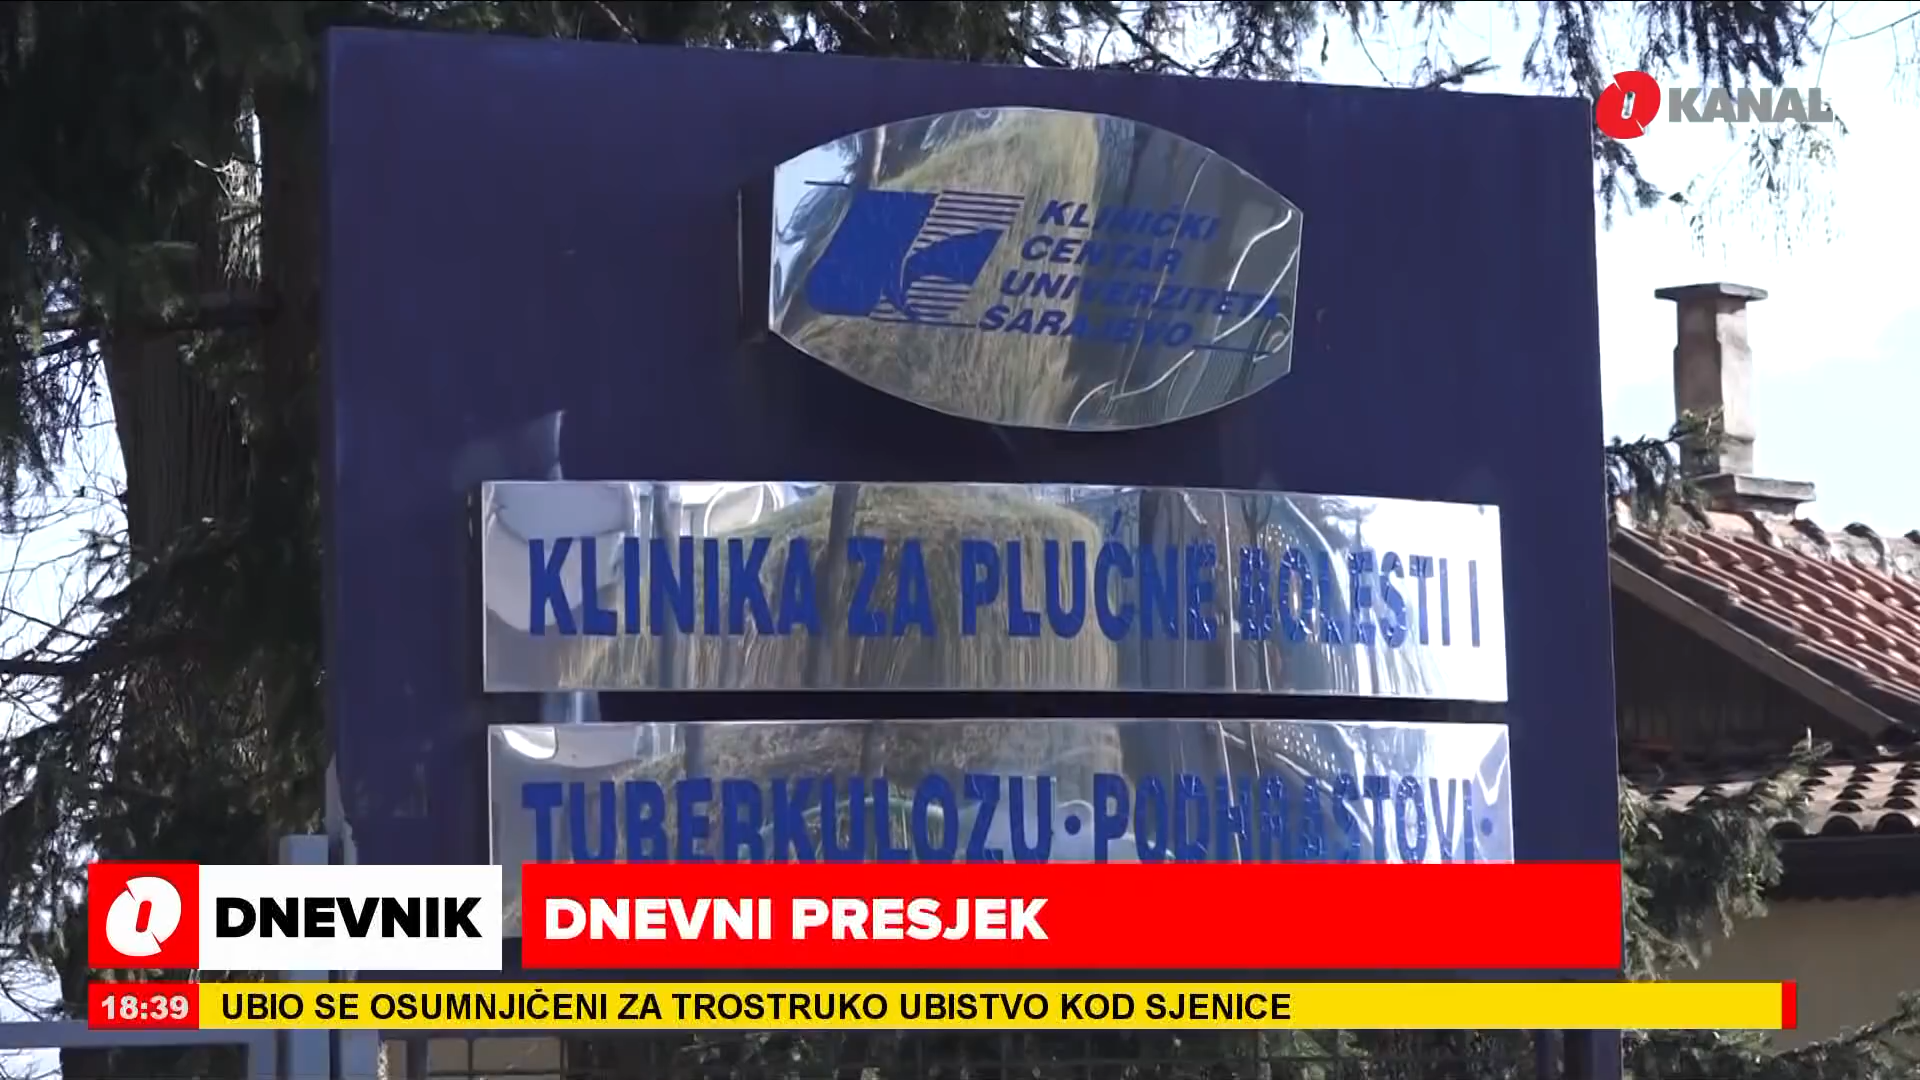 KANAL
KLINIČKI
CENTAR
UNIVERZITETA
SARAJEVO
KLINIKA ZA PLUĆNE BOLESTI I
TUBERKULOZU • PODHRASTOVI •
DNEVNIK
DNEVNI PRESJEK
18:39
UBIO SE OSUMNJIČENI ZA TROSTRUKO UBISTVO KOD SJENICE